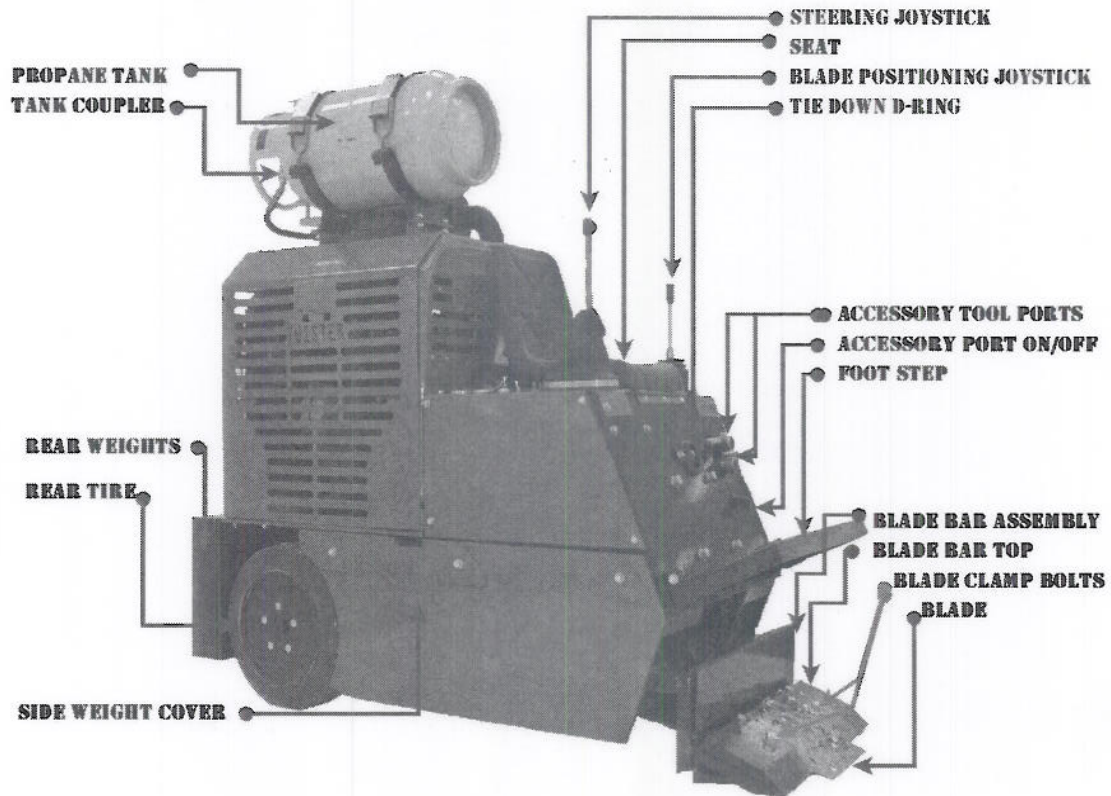 STEERING JOYSTICK
SEAT
BLADE POSITIONING JOYSTICK
TIE DOWN D-RING
PROPANE TANK
TANK COUPLER
ACCESSORY TOOL PORTS
ACCESSORY PORT ON/OFF
FOOT STEP
REAR WEIGHTS
REAR TIRE
BLADE BAR ASSEMBLY
BLADE BAR TOP
BLADE CLAMP BOLTS
BLADE
SIDE WEIGHT COVER